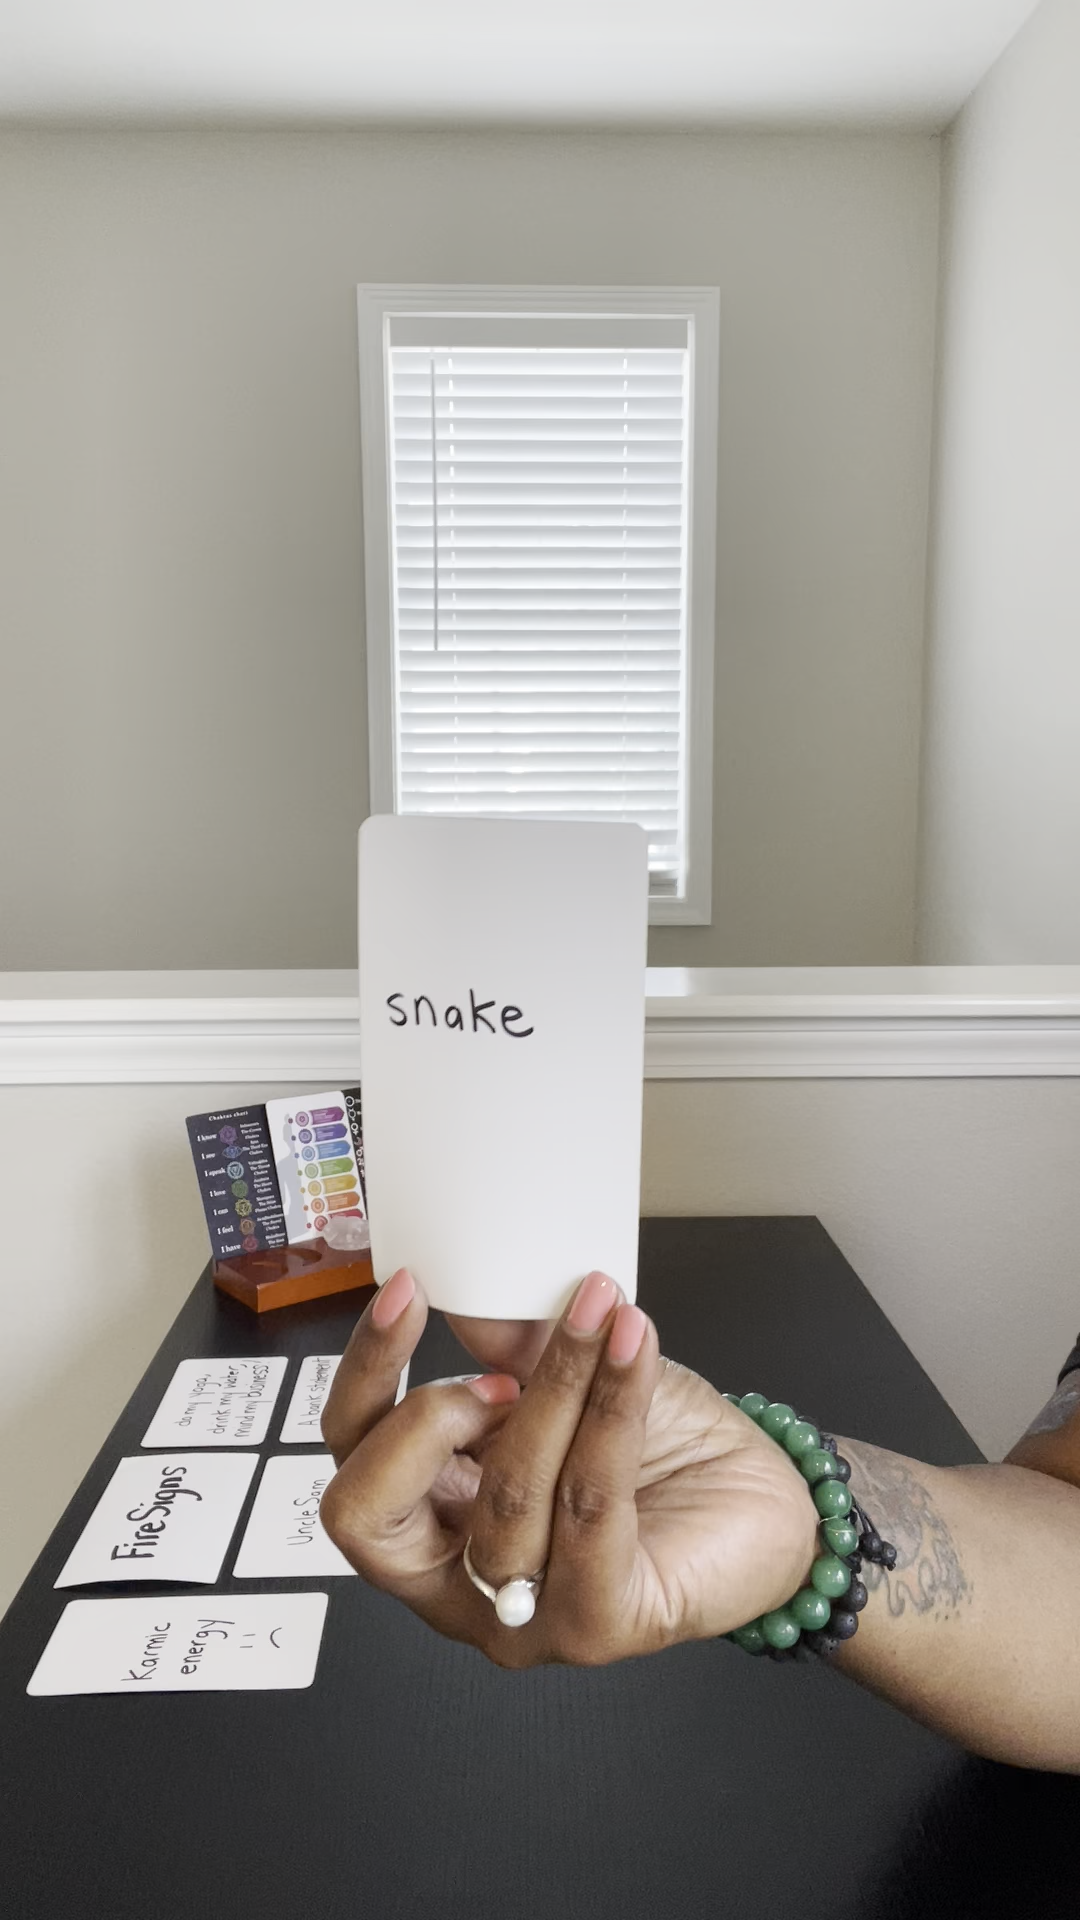 snake
Chakras chart
I know
I see
I speak
I love
I can
I feel
I have
do my yoga,
drink my water,
mind my business!
A bank statement
Fire Signs
Uncle Sam
Karmic
energy